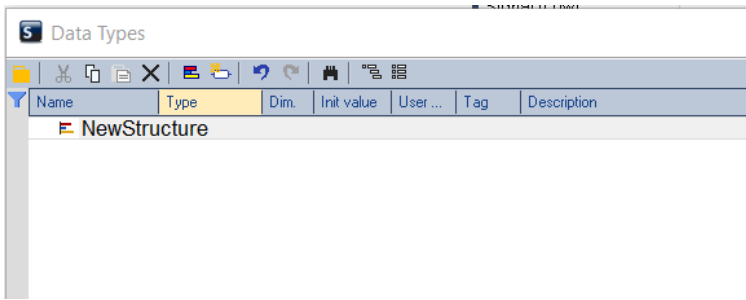 S Data Types
Name Type Dim. Init value User ... Tag Description
NewStructure